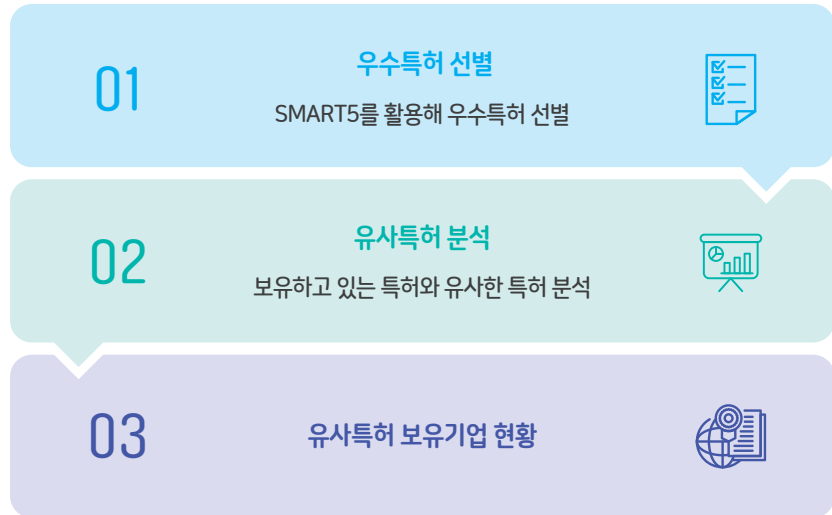 01
우수특허 선별
SMART5를 활용해 우수특허 선별
02
유사특허 분석
보유하고 있는 특허와 유사한 특허 분석
03
유사특허 보유기업 현황